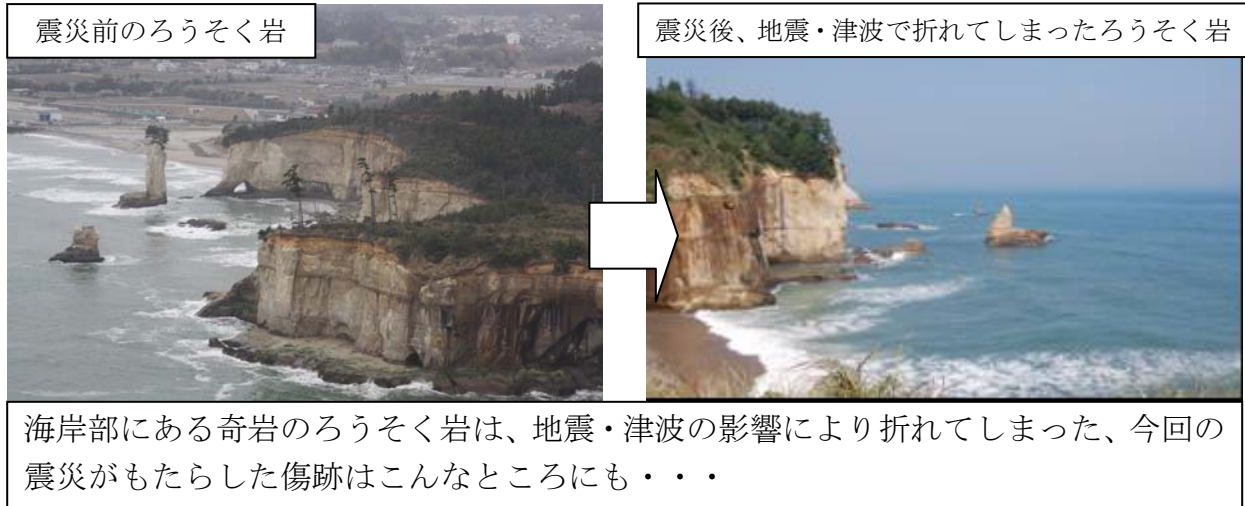 震災前のろうそく岩
震災後、地震・津波で折れてしまったろうそく岩
海岸部にある奇岩のろうそく岩は、地震・津波の影響により折れてしまった、今回の
震災がもたらした傷跡はこんなところにも・・・